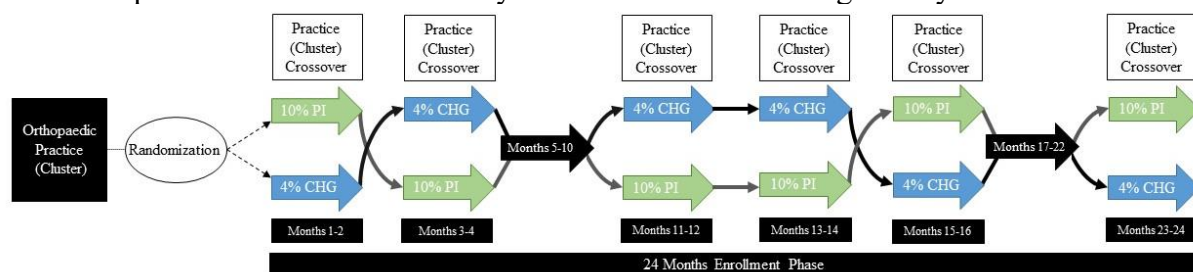 Orthopaedic
Practice
(Cluster)
Randomization
Practice
(Cluster)
Crossover
10% PI
4% CHG
Months 1-2
Practice
(Cluster)
Crossover
4% CHG
10% PI
Months 3-4
Months 5-10
Practice
(Cluster)
Crossover
4% CHG
10% PI
Months 11-12
Practice
(Cluster)
Crossover
4% CHG
10% PI
Months 13-14
Practice
(Cluster)
Crossover
10% PI
4% CHG
Months 15-16
Months 17-22
Practice
(Cluster)
Crossover
10% PI
4% CHG
Months 23-24
24 Months Enrollment Phase